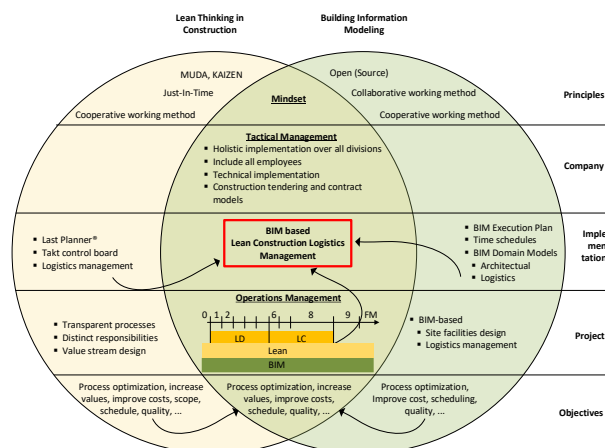 Lean Thinking in
Construction
Building Information
Modeling
MUDA, KAIZEN
Just-In-Time
Cooperative working method
Mindset
Open (Source)
Collaborative working method
Cooperative working method
Principles
Tactical Management
▪ Holistic implementation over all divisions
▪ Include all employees
▪ Technical implementation
▪ Construction tendering and contract
models
Company
▪ Last Planner®
▪ Takt control board
▪ Logistics management
BIM based
Lean Construction Logistics
Management
▪ BIM Execution Plan
▪ Time schedules
▪ BIM Domain Models
▪ Architectual
▪ Logistics
Imple
men
tation
▪ Transparent processes
▪ Distinct responsibilities
▪ Value stream design
Operations Management
0 1 2 6 8 9 FM
LD LC
Lean
BIM
▪ BIM-based
▪ Site facilities design
▪ Logistics management
Project
Process optimization, increase
values, improve costs, scope,
schedule, quality, ...
Process optimization, increase
values, improve costs,
schedule, quality, ...
Process optimization,
Improve cost, scheduling,
quality, ...
Objectives